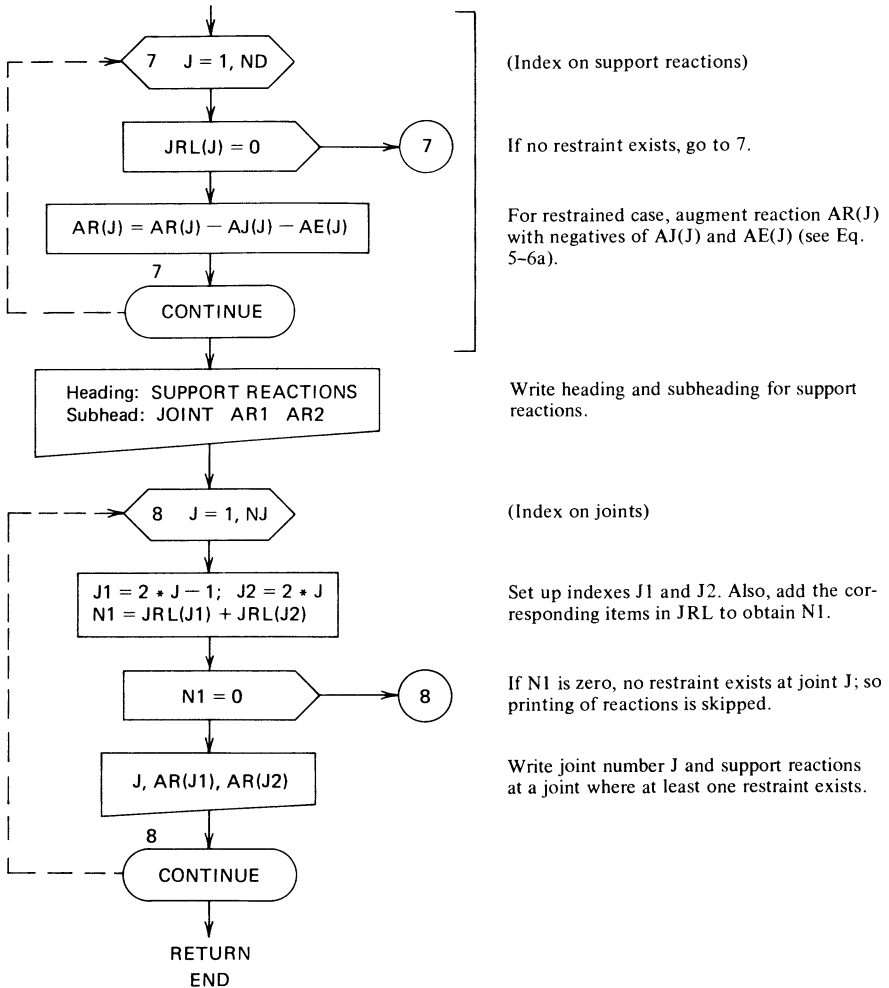 7 J = 1, ND
(Index on support reactions)
JRL(J) = 0
7
If no restraint exists, go to 7.
AR(J) = AR(J) − AJ(J) − AE(J)
For restrained case, augment reaction AR(J)
with negatives of AJ(J) and AE(J) (see Eq.
5–6a).
7
CONTINUE
Heading: SUPPORT REACTIONS
Subhead: JOINT AR1 AR2
Write heading and subheading for support
reactions.
8 J = 1, NJ
(Index on joints)
J1 = 2 * J − 1; J2 = 2 * J
N1 = JRL(J1) + JRL(J2)
Set up indexes J1 and J2. Also, add the cor-
responding items in JRL to obtain N1.
N1 = 0
8
If N1 is zero, no restraint exists at joint J; so
printing of reactions is skipped.
J, AR(J1), AR(J2)
Write joint number J and support reactions
at a joint where at least one restraint exists.
8
CONTINUE
RETURN
END